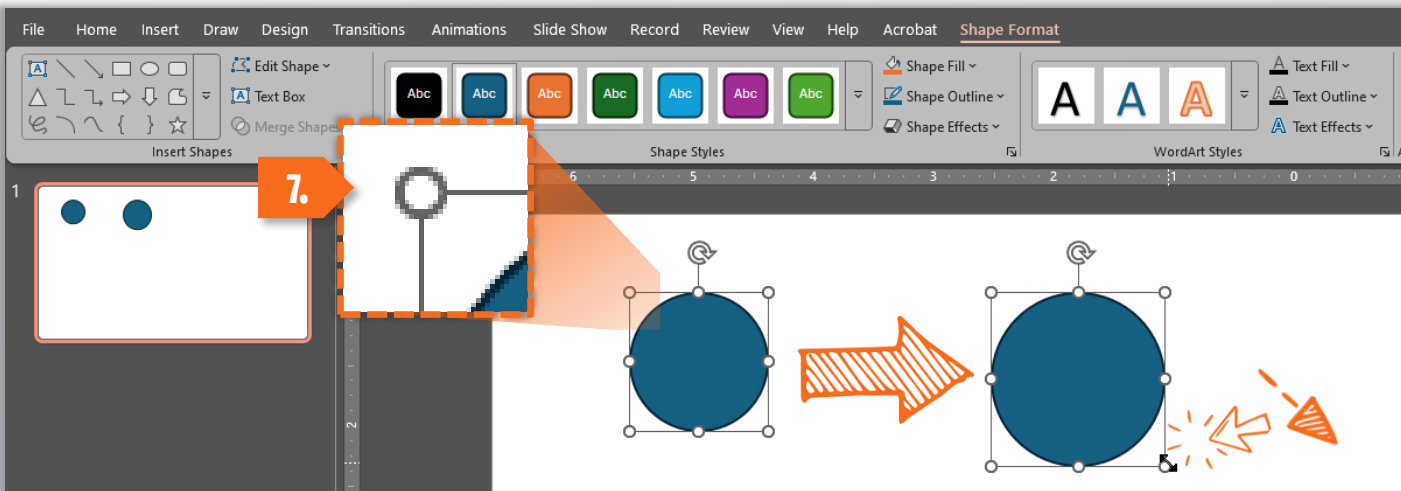 File Home Insert Draw Design Transitions Animations Slide Show Record Review View Help Acrobat Shape Format
A Edit Shape Abc Abc Abc Abc Abc Abc Abc Shape Fill A A A A Text Fill
A Text Box Shape Outline A Text Outline
Merge Shape Shape Effects A Text Effects
Insert Shapes Shape Styles WordArt Styles
7.
6 5 4 3 2 1 0
1
2